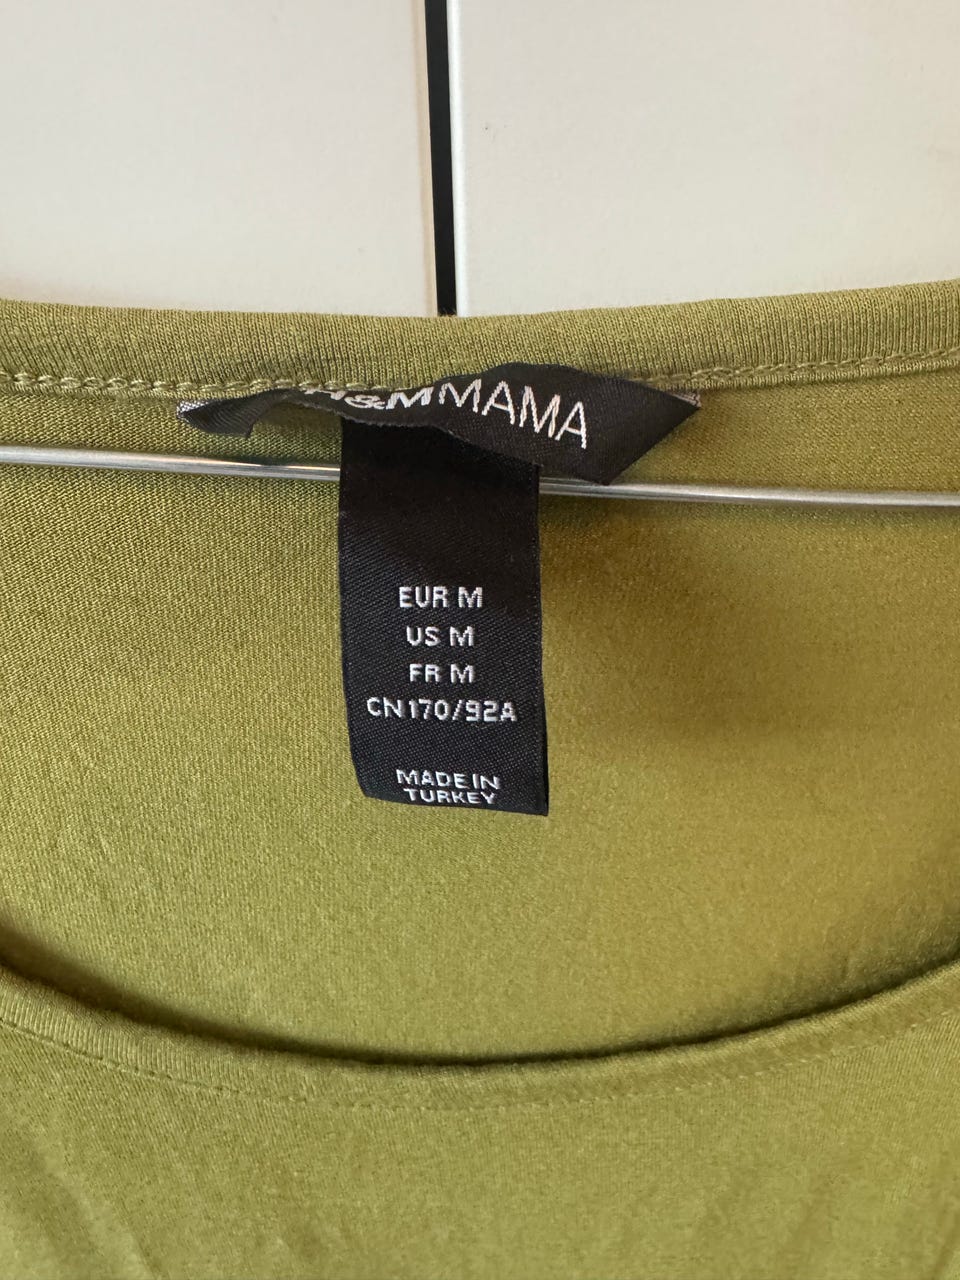 H&M MAMA
EUR M
US M
FR M
CN170/92A
MADE IN
TURKEY